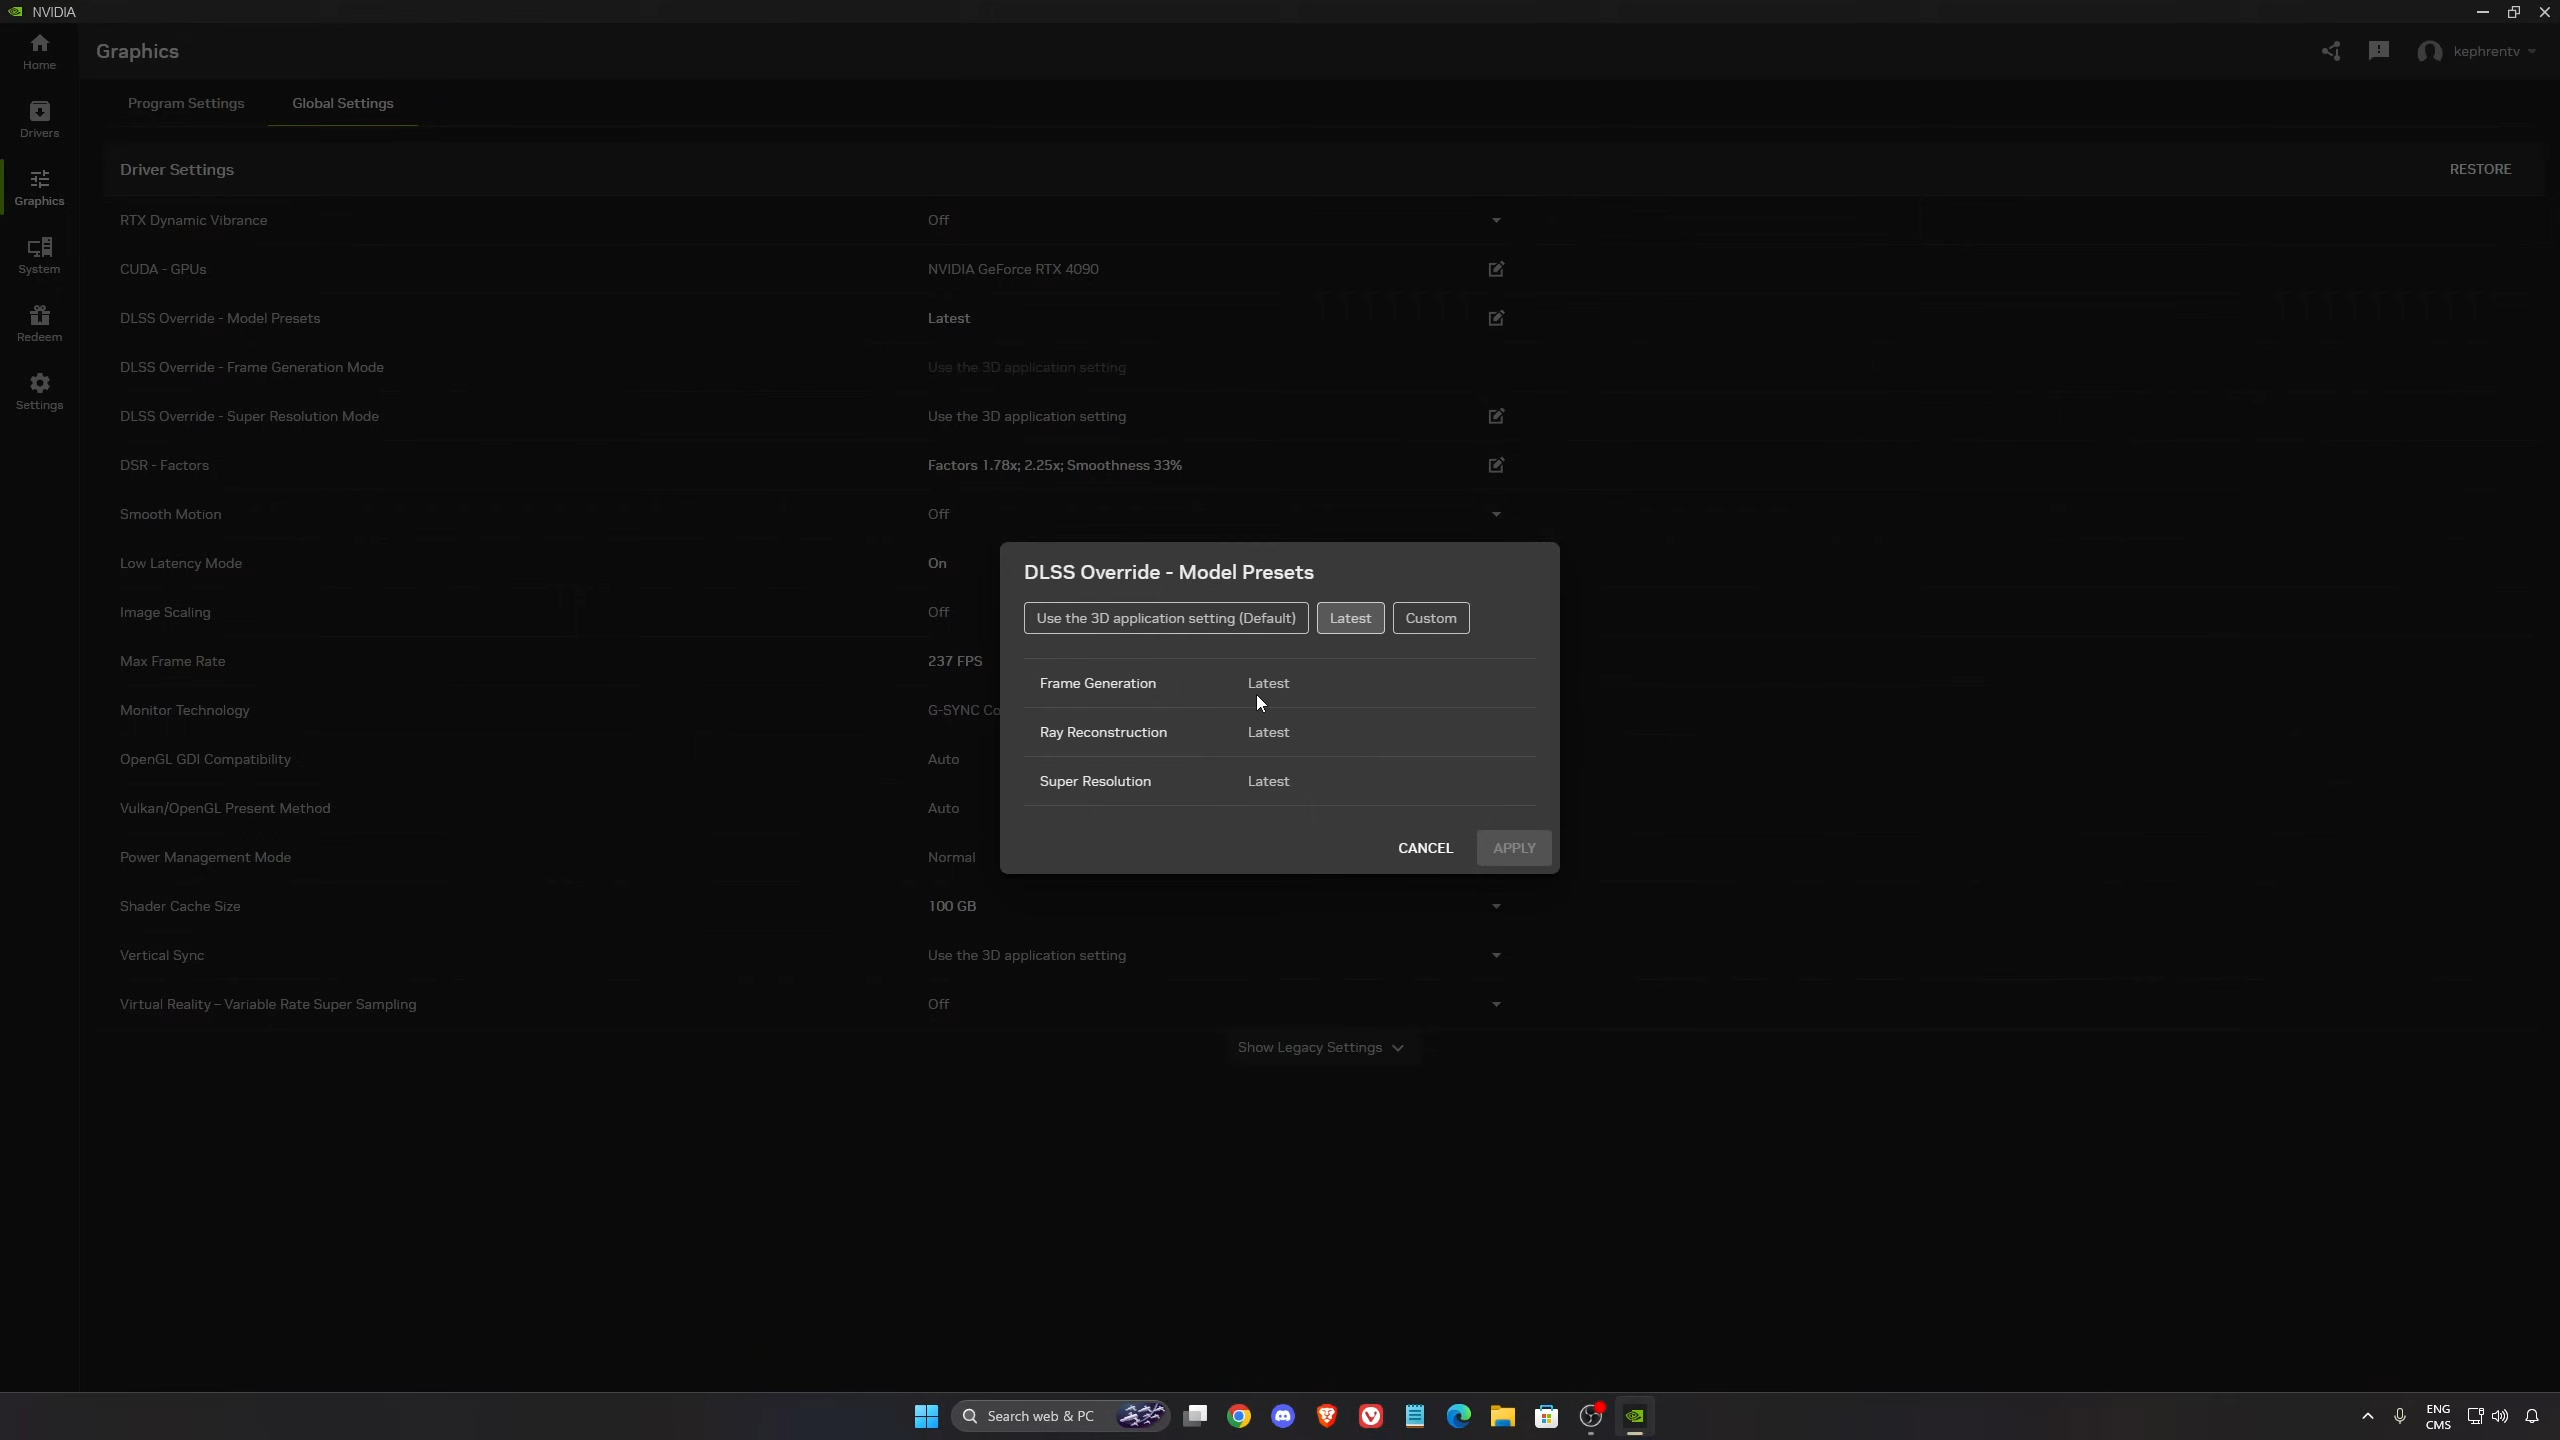 NVIDIA
Home
Graphics
kephrentv
Program Settings
Global Settings
Drivers
Driver Settings
RESTORE
Graphics
RTX Dynamic Vibrance
Off
System
CUDA - GPUs
NVIDIA GeForce RTX 4090
DLSS Override - Model Presets
Latest
Redeem
DLSS Override - Frame Generation Mode
Use the 3D application setting
Settings
DLSS Override - Super Resolution Mode
Use the 3D application setting
DSR - Factors
Factors 1.78x; 2.25x; Smoothness 33%
Smooth Motion
Off
Low Latency Mode
On
Image Scaling
Off
Max Frame Rate
237 FPS
Monitor Technology
G-SYNC Co
OpenGL GDI Compatibility
Auto
Vulkan/OpenGL Present Method
Auto
Power Management Mode
Normal
Shader Cache Size
100 GB
Vertical Sync
Use the 3D application setting
Virtual Reality – Variable Rate Super Sampling
Off
Show Legacy Settings
DLSS Override - Model Presets
Use the 3D application setting (Default)
Latest
Custom
Frame Generation
Latest
Ray Reconstruction
Latest
Super Resolution
Latest
CANCEL
APPLY
Search web & PC
ENG
CMS